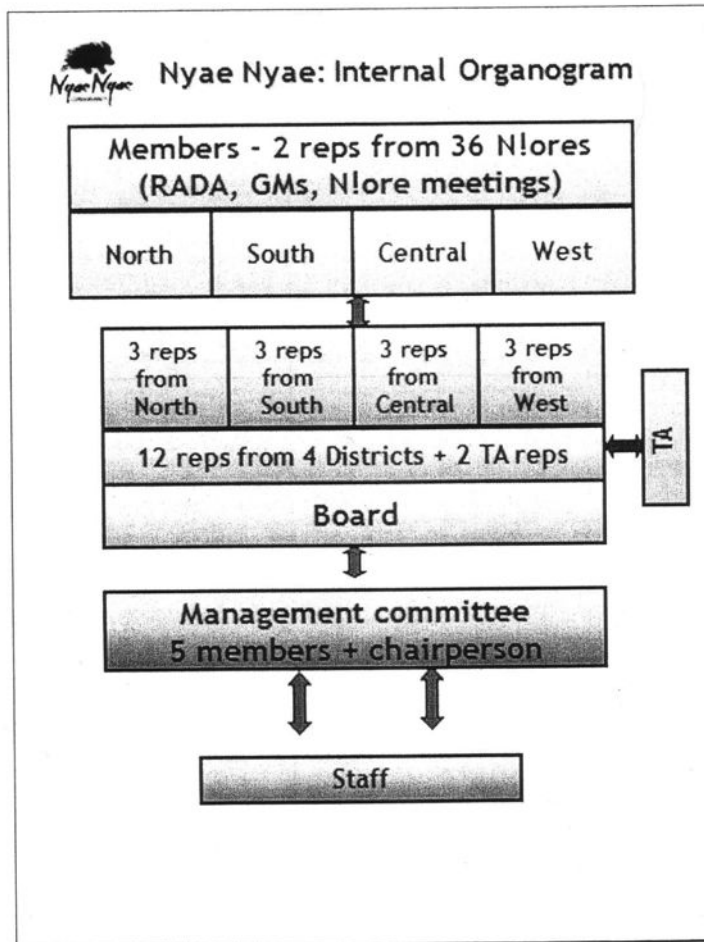 Nyae Nyae
Nyae Nyae: Internal Organogram
Members - 2 reps from 36 N!ores
(RADA, GMs, N!ore meetings)
North
South
Central
West
3 reps
from
North
3 reps
from
South
3 reps
from
Central
3 reps
from
West
TA
12 reps from 4 Districts + 2 TA reps
Board
Management committee
5 members + chairperson
Staff